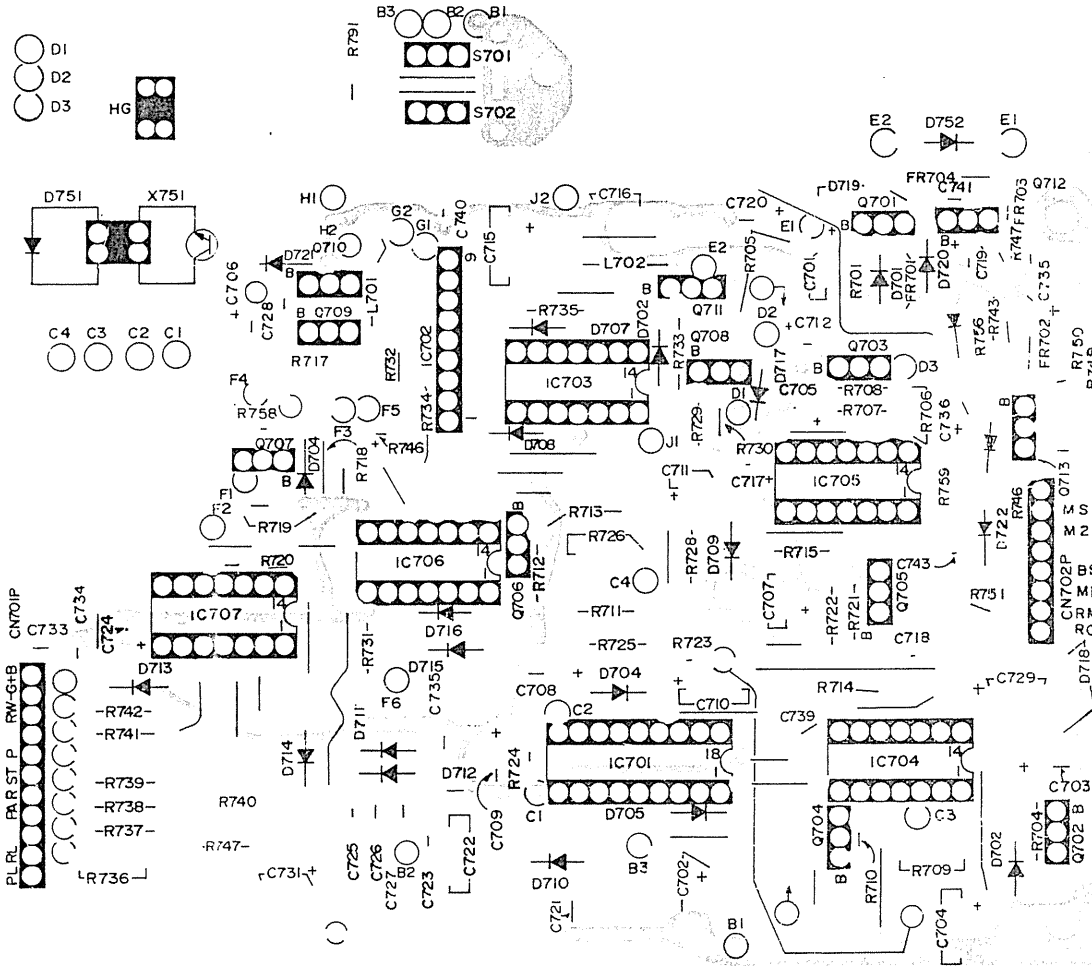 B3 B2 B1
R791
S701
S702
D1
D2
D3
HG
E2 D752 E1
D751 X751
H1
J2
C716
D719
FR704
C741
FR703
Q712
G2
G1
C740
C715
+
C720
+
E1
Q701
B
B
+
R747
H2
Q710
D721
B
9
L702
E2
R705
C701
R701
D701
FR701
D720
C719
C735
C706
+
C728
L701
B Q709
IC702
B
Q711
R735
D707
D702
R733
Q708
B
D2
C712
+
D717
R756
R743
FR702
R750
C4 C3 C2 C1
R717
R732
IC703
14
Q703
B
D3
C705
R708
R707
+
R706
C736
+
B
F4
R758
F3
F5
R734
D1
R729
R730
Q707
B
D704
R718
+
R746
D708
J1
C711
+
C717+
IC705
14
R759
Q713
F1
F2
R719
R746
MS
M2
R720
IC706
14
B
R713
R712
Q706
R726
R728
D709
R715
C743
D722
CN702P
C4
C707
+
R722
R721
Q705
B
R751
CN701P
C733
C734
C724
+
IC707
14
D716
R711
R725
R723
C718
D713
R731
D715
C735
D704
+
C710
+
R714
C729
+
D718
G+B
RW-
P
ST
PAR
RL
PL
R742
R741
R739
R738
R737
R736
F6
D711
D714
C708
C2
+
IC701
18
C739
IC704
14
R740
R747
D712
R724
C709
C1
D705
C703
+
C731
+
C725
C726
C727
B2
C723
C722
B3
C702
+
D710
C721
B1
Q704
B
R710
R709
C3
C704
+
D702
R704
B
Q702